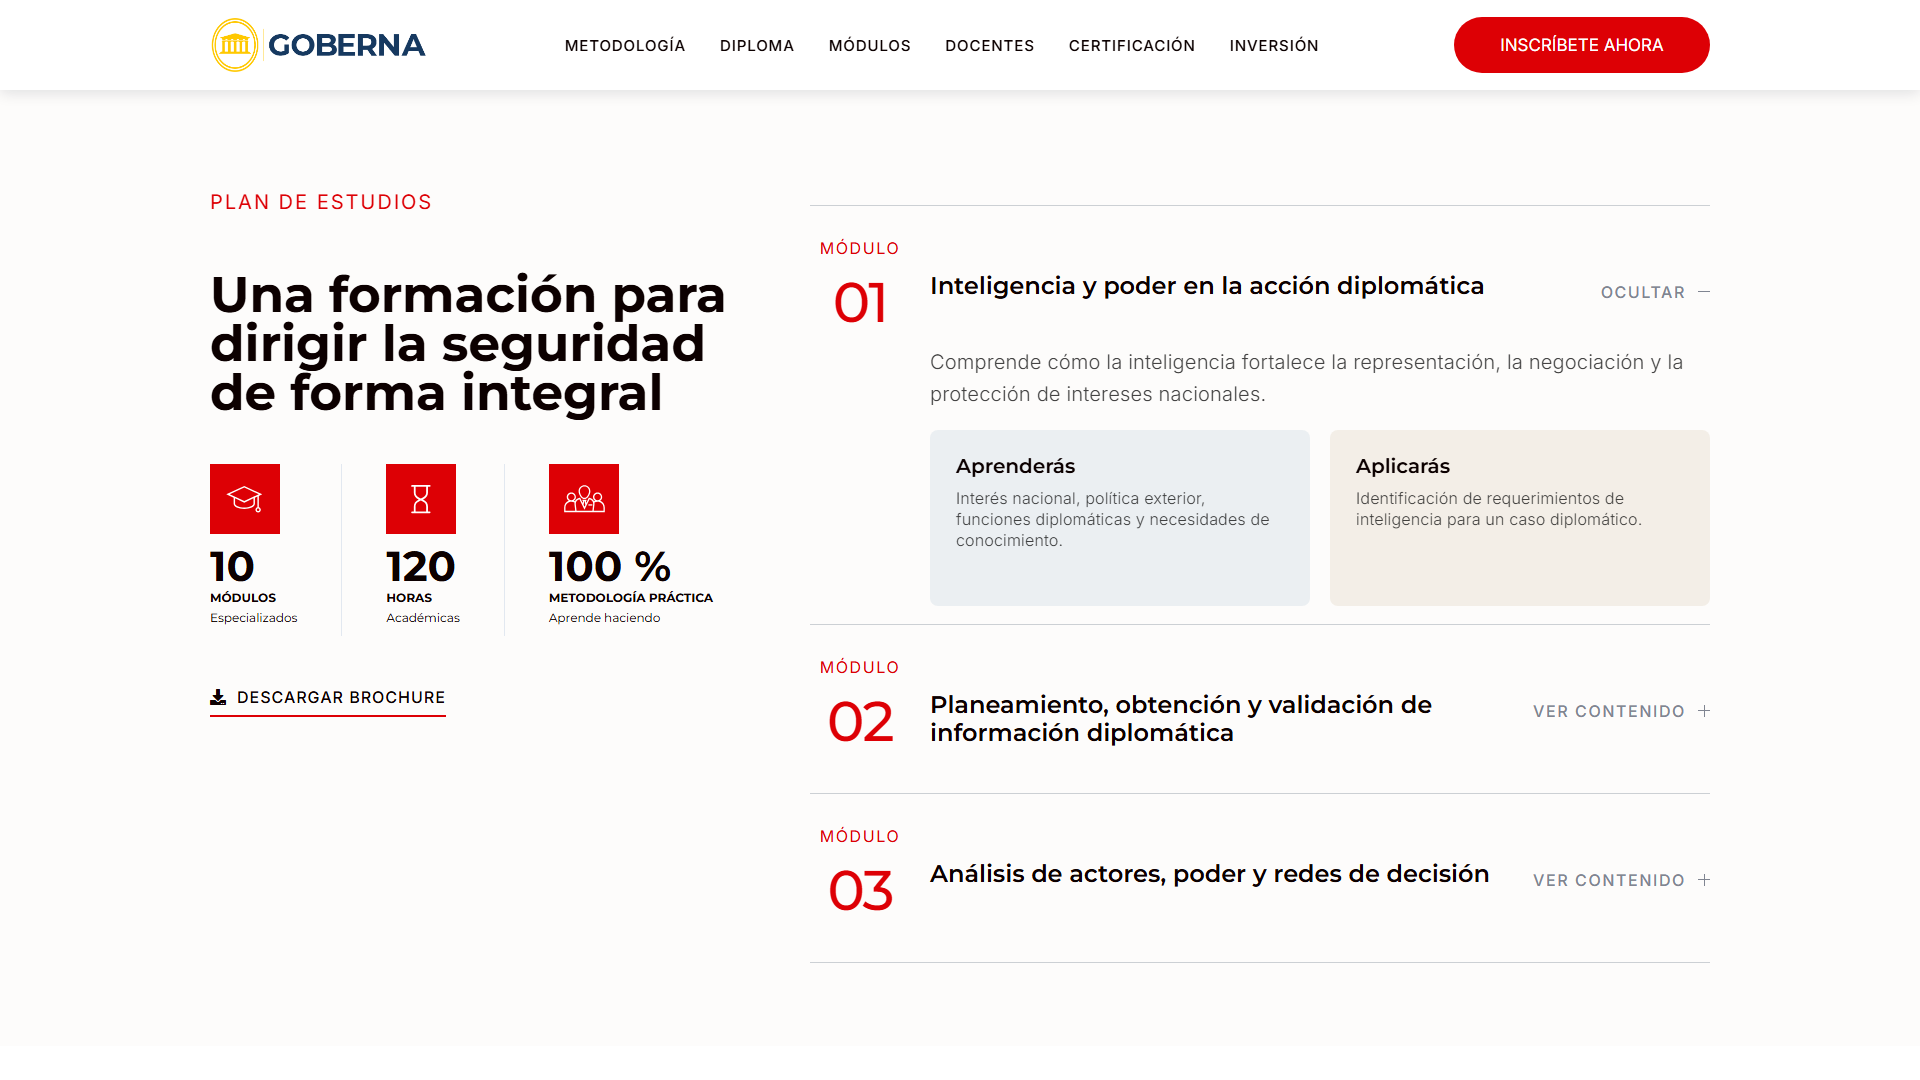 GOBERNA
METODOLOGÍA
DIPLOMA
MÓDULOS
DOCENTES
CERTIFICACIÓN
INVERSIÓN
INSCRÍBETE AHORA
PLAN DE ESTUDIOS
Una formación para
dirigir la seguridad
de forma integral
10
MÓDULOS
Especializados
120
HORAS
Académicas
100 %
METODOLOGÍA PRÁCTICA
Aprende haciendo
DESCARGAR BROCHURE
MÓDULO
01
Inteligencia y poder en la acción diplomática
OCULTAR
Comprende cómo la inteligencia fortalece la representación, la negociación y la
protección de intereses nacionales.
Aprenderás
Interés nacional, política exterior,
funciones diplomáticas y necesidades de
conocimiento.
Aplicarás
Identificación de requerimientos de
inteligencia para un caso diplomático.
MÓDULO
02
Planeamiento, obtención y validación de
información diplomática
VER CONTENIDO
MÓDULO
03
Análisis de actores, poder y redes de decisión
VER CONTENIDO